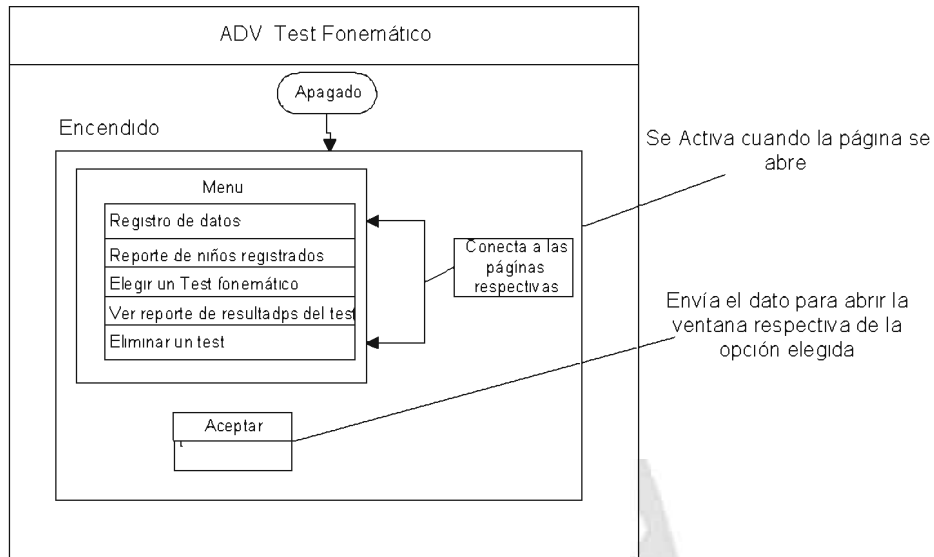 ADV Test Fonemático
Apagado
Encendido
Menu
Registro de datos
Reporte de niños registrados
Elegir un Test fonemático
Ver reporte de resultadps del test
Eliminar un test
Conecta a las
páginas
respectivas
Aceptar
Se Activa cuando la página se
abre
Envía el dato para abrir la
ventana respectiva de la
opción elegida